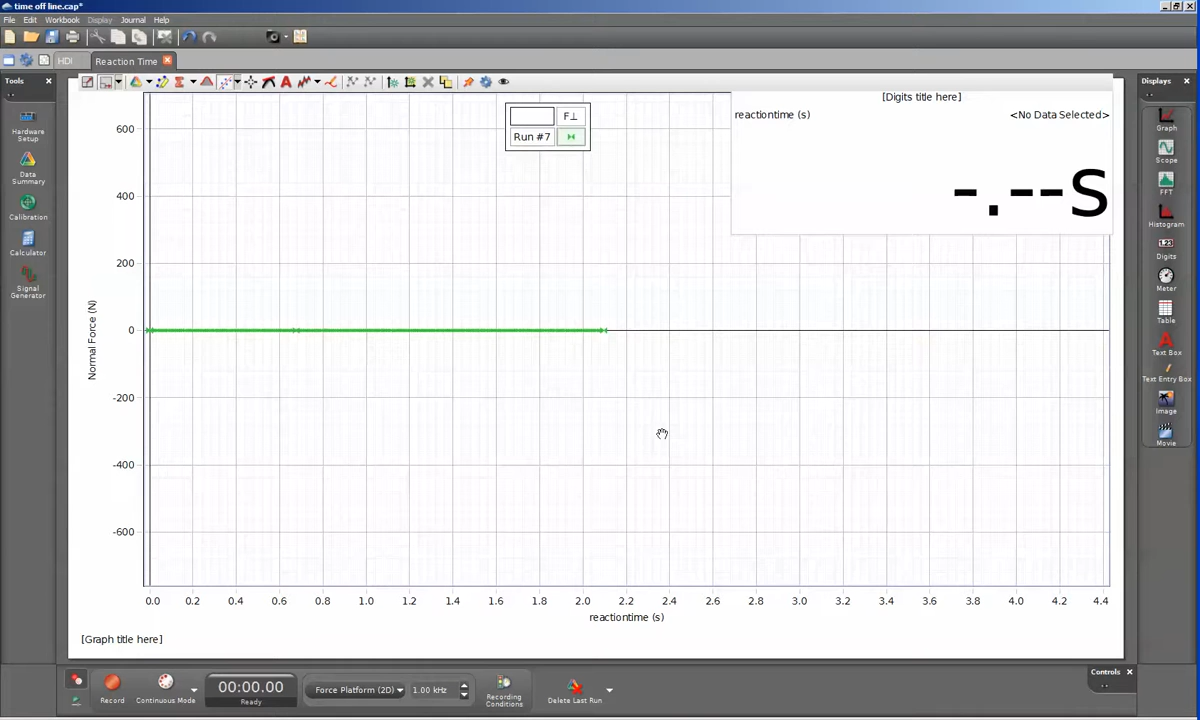 time off line.cap*
File Edit Workbook Display Journal Help
HDI Reaction Time
Tools
Hardware Setup
Data Summary
Calibration
Calculator
Signal Generator
F⊥
Run #7
[Digits title here]
reactiontime (s) <No Data Selected>
-.--s
Normal Force (N)
600
400
200
0
-200
-400
-600
0.0 0.2 0.4 0.6 0.8 1.0 1.2 1.4 1.6 1.8 2.0 2.2 2.4 2.6 2.8 3.0 3.2 3.4 3.6 3.8 4.0 4.2 4.4
reactiontime (s)
[Graph title here]
Displays
Graph
Scope
FFT
Histogram
1.23
Digits
Meter
Table
Text Box
Text Entry Box
Image
Movie
Record
Continuous Mode
00:00.00
Ready
Force Platform (2D)
1.00 kHz
Recording Conditions
Delete Last Run
Controls